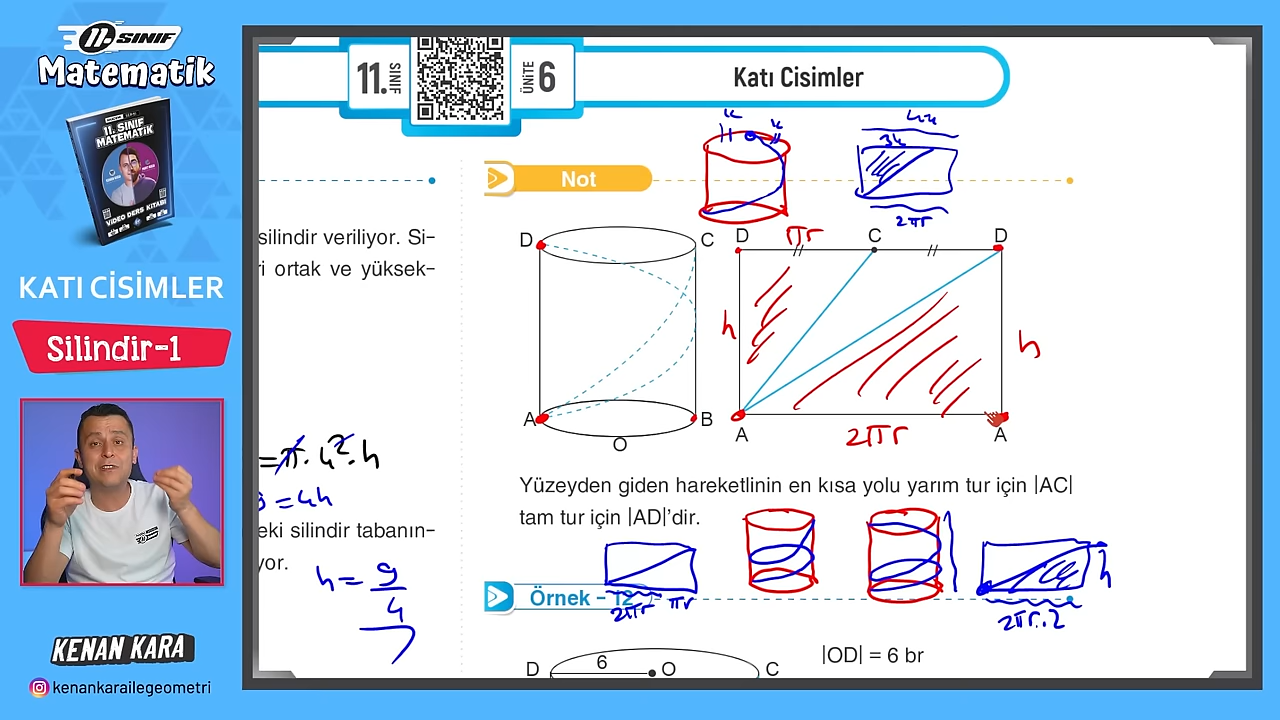 11. SINIF
Matematik
11. SINIF
MATEMATİK
VİDEO DERS KİTABI
KATI CİSİMLER
Silindir-1
KENAN KARA
kenankarailegeometri
11.
SINIF
ÜNİTE
6
Katı Cisimler
silindir veriliyor. Si-
ri ortak ve yüksek-
= π · 4² · h
= 4h
eki silindir tabanın-
yor.
h = 9/4
Not
3k
2πr
D C D πr C D
h h
A B A 2πr A
O
Yüzeyden giden hareketlinin en kısa yolu yarım tur için |AC|
tam tur için |AD|'dir.
Örnek – 12
2πr πr
2πr.2
h
D 6 O C
|OD| = 6 br